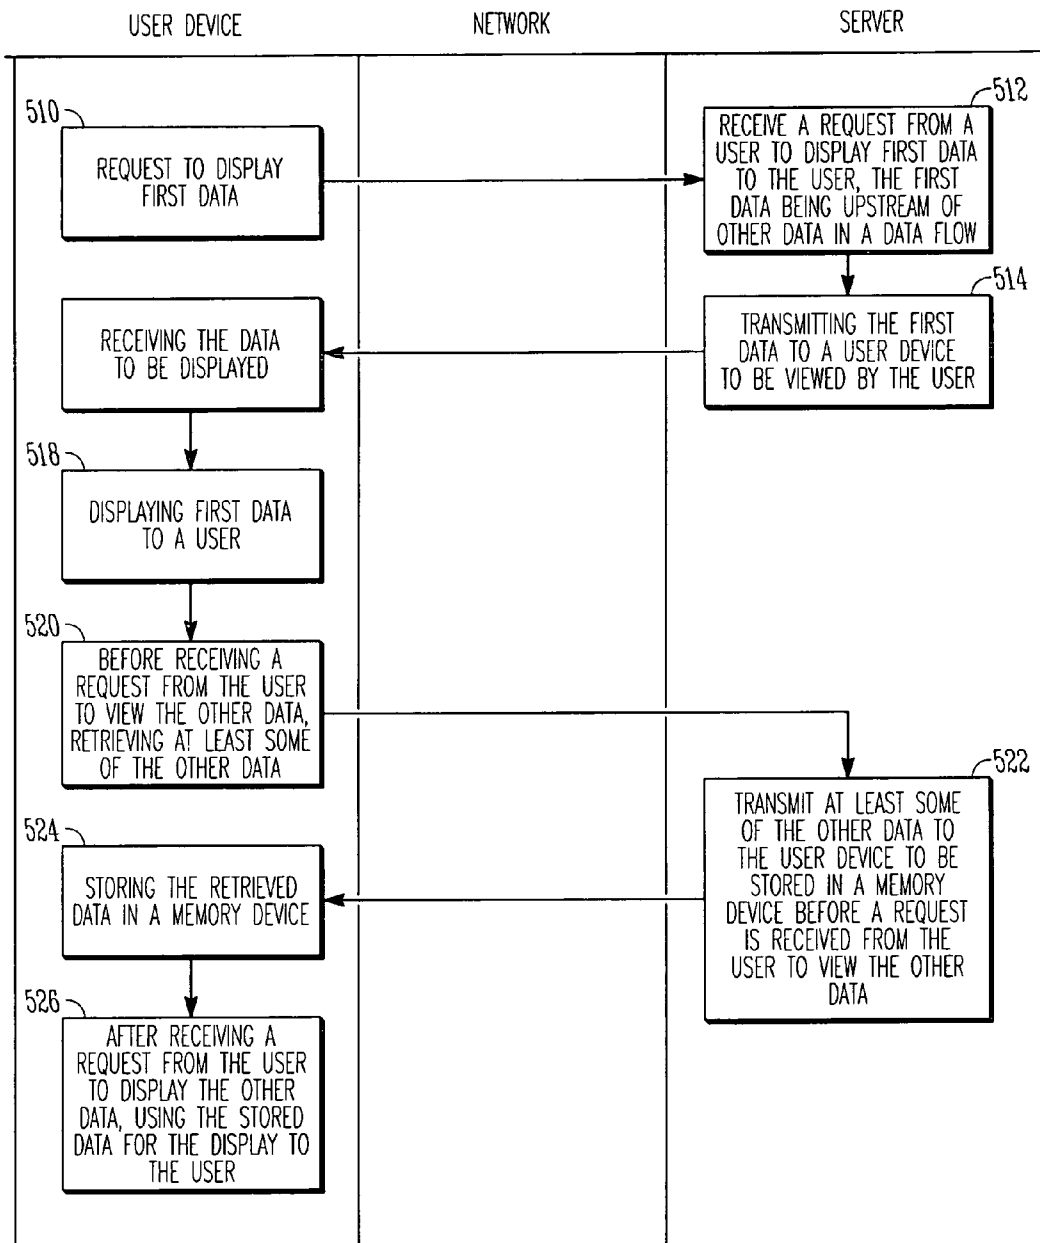 USER DEVICE
NETWORK
SERVER
510
REQUEST TO DISPLAY
FIRST DATA
512
RECEIVE A REQUEST FROM A
USER TO DISPLAY FIRST DATA
TO THE USER, THE FIRST
DATA BEING UPSTREAM OF
OTHER DATA IN A DATA FLOW
514
TRANSMITTING THE FIRST
DATA TO A USER DEVICE
TO BE VIEWED BY THE USER
RECEIVING THE DATA
TO BE DISPLAYED
518
DISPLAYING FIRST DATA
TO A USER
520
BEFORE RECEIVING A
REQUEST FROM THE USER
TO VIEW THE OTHER DATA,
RETRIEVING AT LEAST SOME
OF THE OTHER DATA
522
TRANSMIT AT LEAST SOME
OF THE OTHER DATA TO
THE USER DEVICE TO BE
STORED IN A MEMORY
DEVICE BEFORE A REQUEST
IS RECEIVED FROM THE
USER TO VIEW THE OTHER
DATA
524
STORING THE RETRIEVED
DATA IN A MEMORY DEVICE
526
AFTER RECEIVING A
REQUEST FROM THE USER
TO DISPLAY THE OTHER
DATA, USING THE STORED
DATA FOR THE DISPLAY TO
THE USER